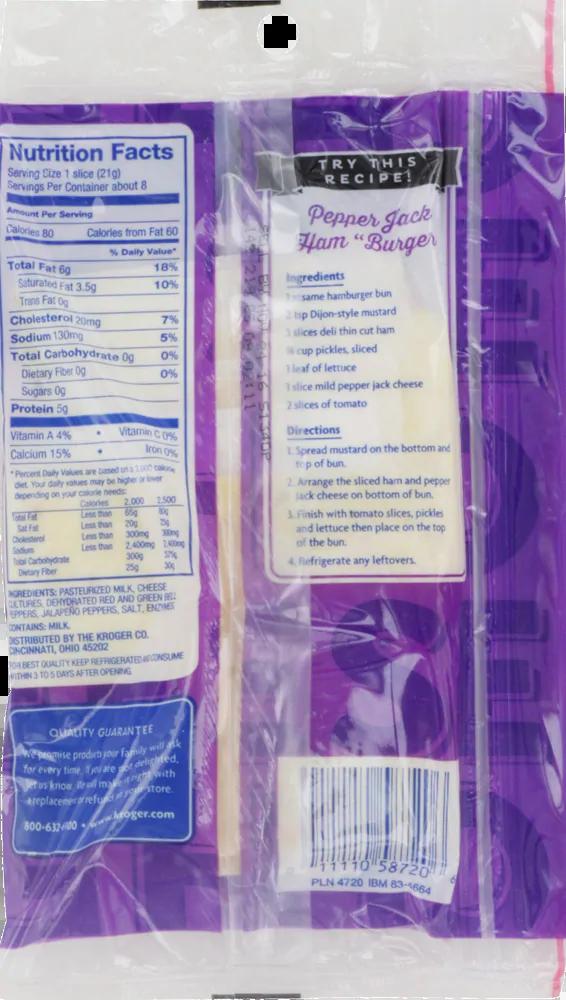 Nutrition Facts
Serving Size 1 slice (21g)
Servings Per Container about 8
Amount Per Serving
Calories 80 Calories from Fat 60
% Daily Value*
Total Fat 6g 18%
Saturated Fat 3.5g 10%
Trans Fat 0g
Cholesterol 20mg 7%
Sodium 130mg 5%
Total Carbohydrate 0g 0%
Dietary Fiber 0g 0%
Sugars 0g
Protein 5g
Vitamin A 4% • Vitamin C 0%
Calcium 15% • Iron 0%
*Percent Daily Values are based on a 2,000 calorie
diet. Your daily values may be higher or lower
depending on your calorie needs:
Calories 2,000 2,500
Total Fat Less than 65g 80g
Sat Fat Less than 20g 25g
Cholesterol Less than 300mg 300mg
Sodium Less than 2,400mg 2,400mg
Total Carbohydrate 300g 375g
Dietary Fiber 25g 30g
INGREDIENTS: PASTEURIZED MILK, CHEESE
CULTURES, DEHYDRATED RED AND GREEN BELL
PEPPERS, JALAPEÑO PEPPERS, SALT, ENZYMES
CONTAINS: MILK.
DISTRIBUTED BY THE KROGER CO.
CINCINNATI, OHIO 45202
FOR BEST QUALITY KEEP REFRIGERATED CONSUME
WITHIN 3 TO 5 DAYS AFTER OPENING.
QUALITY GUARANTEE
We promise products your family will ask
for every time. If you are not delighted,
let us know. We will make it right with
a replacement or refund at your store.
• www.kroger.com
TRY THIS
RECIPE!
Pepper Jack
Ham "Burger
Ingredients
1 sesame hamburger bun
2 tsp Dijon-style mustard
slices deli thin cut ham
cup pickles, sliced
1 leaf of lettuce
1 slice mild pepper jack cheese
2 slices of tomato
Directions
1. Spread mustard on the bottom and
top of bun.
2. Arrange the sliced ham and pepper
jack cheese on bottom of bun.
3. Finish with tomato slices, pickles
and lettuce then place on the top
of the bun.
4. Refrigerate any leftovers.
11110 58720 6
PLN 4720 IBM 83-4664